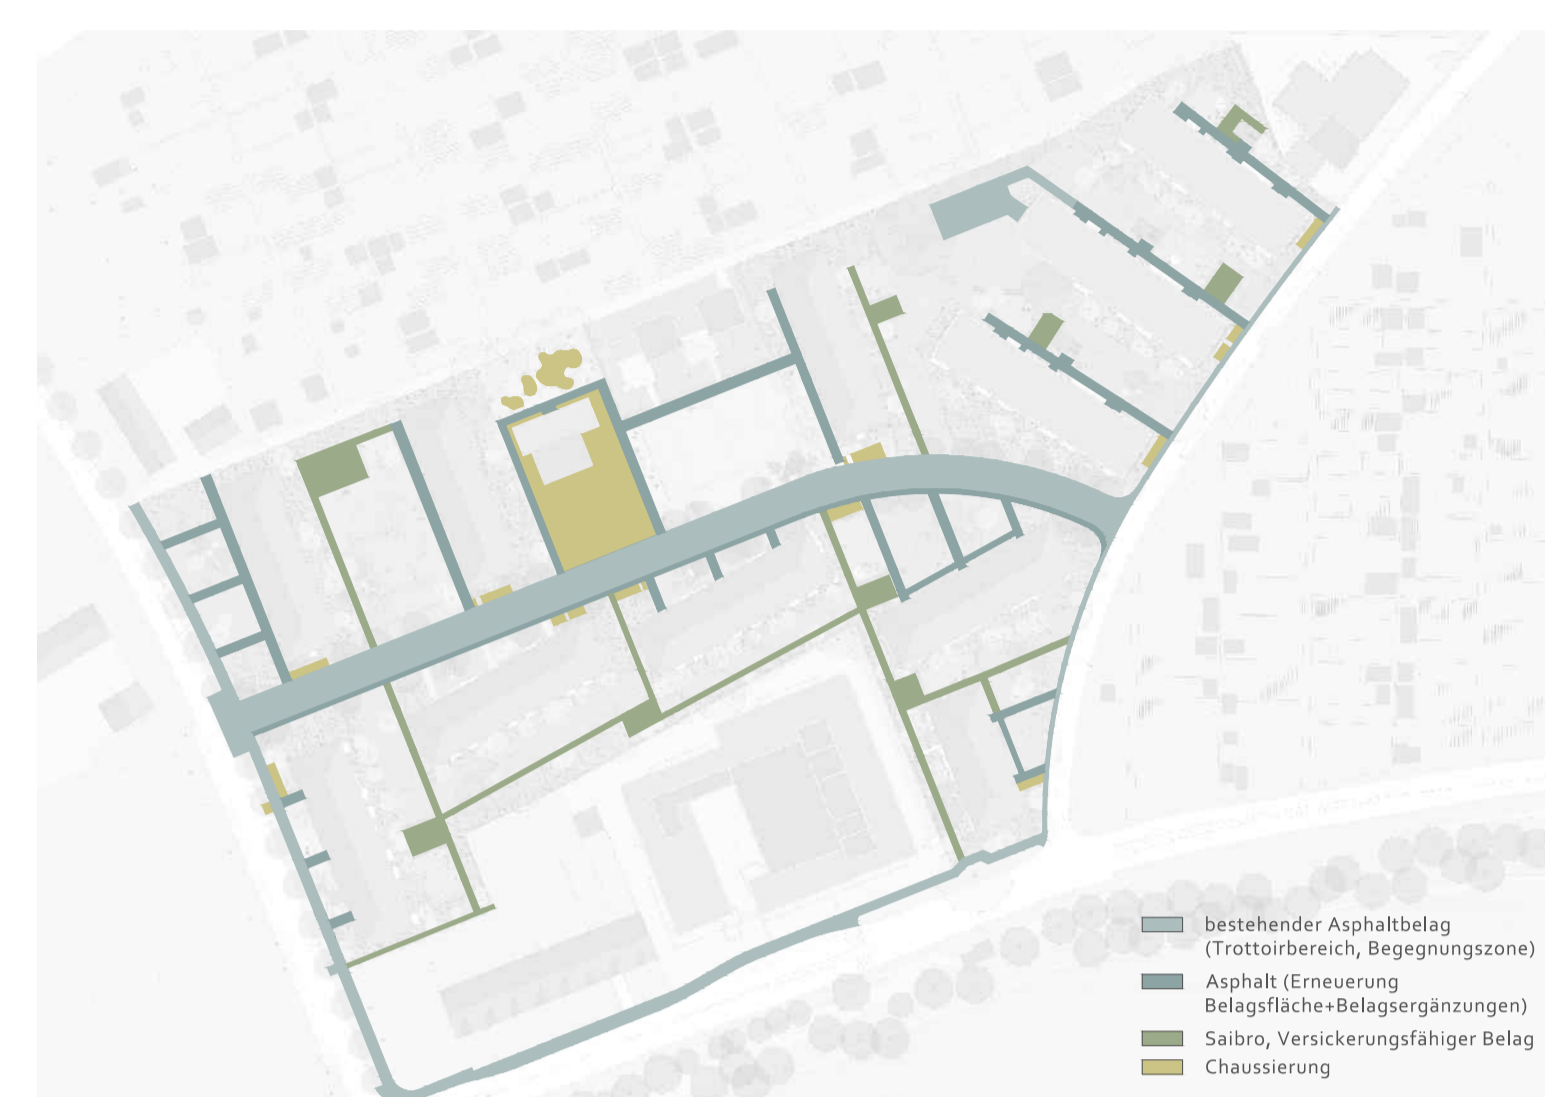 bestehender Asphaltbelag
(Trottoirbereich, Begegnungszone)
Asphalt (Erneuerung
Belagsfläche+Belagsergänzungen)
Saibro, Versickerungsfähiger Belag
Chaussierung